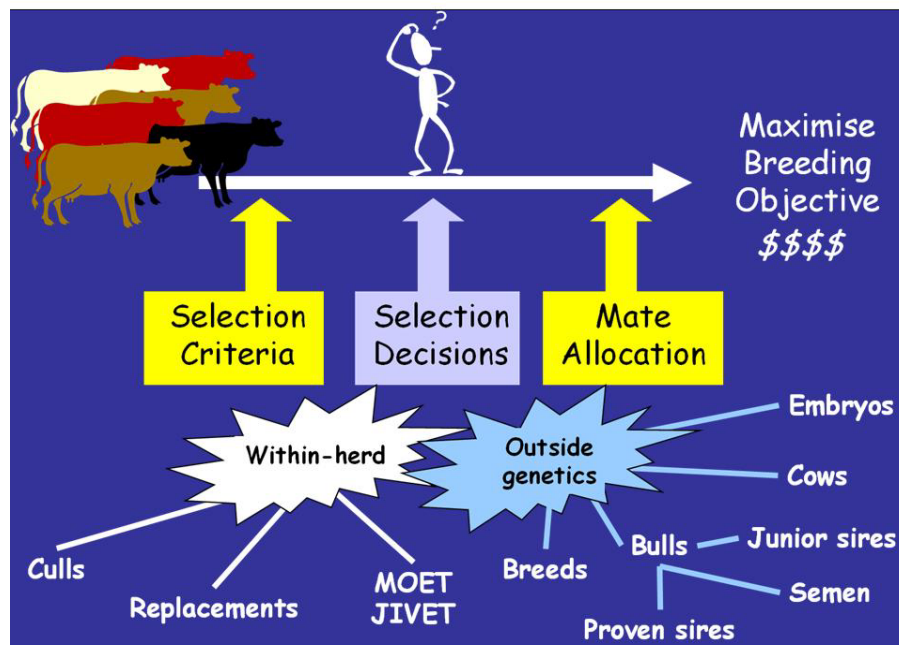 ?
Maximise
Breeding
Objective
$$$$
Selection
Criteria
Selection
Decisions
Mate
Allocation
Within-herd
Outside
genetics
Embryos
Cows
Bulls
Junior sires
Semen
Proven sires
Breeds
Culls
Replacements
MOET
JIVET